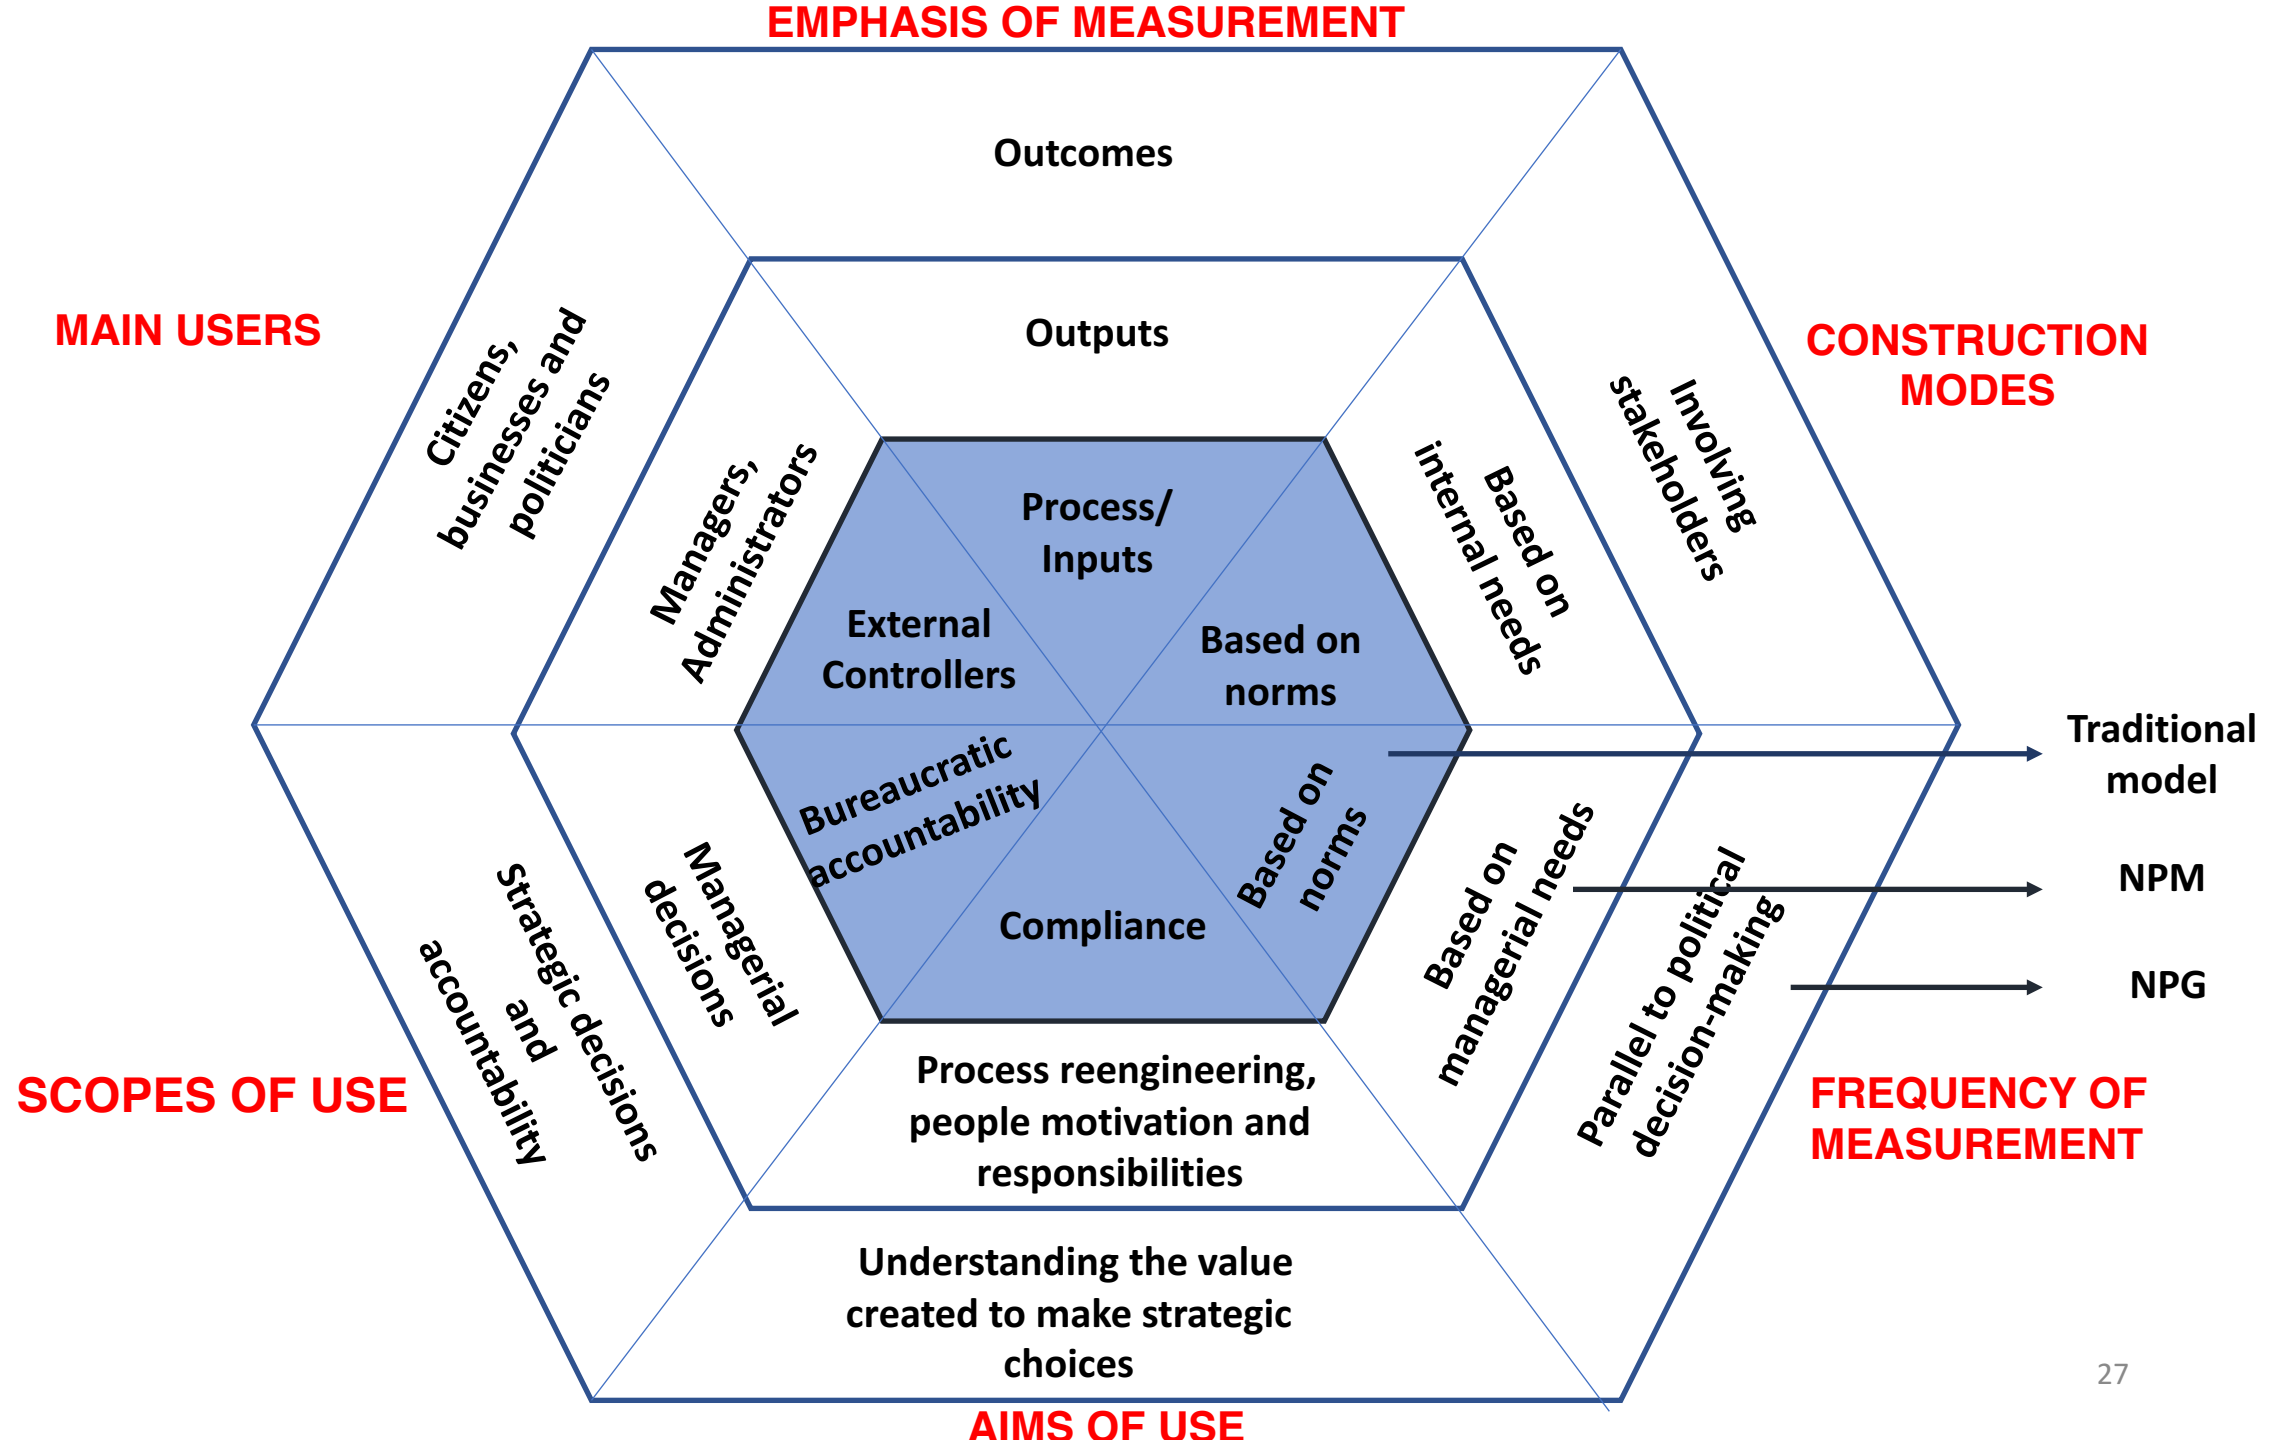 EMPHASIS OF MEASUREMENT
Outcomes
Outputs
Process/
Inputs
MAIN USERS
Citizens,
businesses and
politicians
Managers,
Administrators
External
Controllers
CONSTRUCTION
MODES
Involving
stakeholders
Based on
internal needs
Based on
norms
Traditional
model
NPM
NPG
Bureaucratic
accountability
Managerial
decisions
Strategic decisions
and
accountability
SCOPES OF USE
Compliance
Process reengineering,
people motivation and
responsibilities
Understanding the value
created to make strategic
choices
AIMS OF USE
Based on
norms
Based on
managerial needs
Parallel to political
decision-making
FREQUENCY OF
MEASUREMENT
27